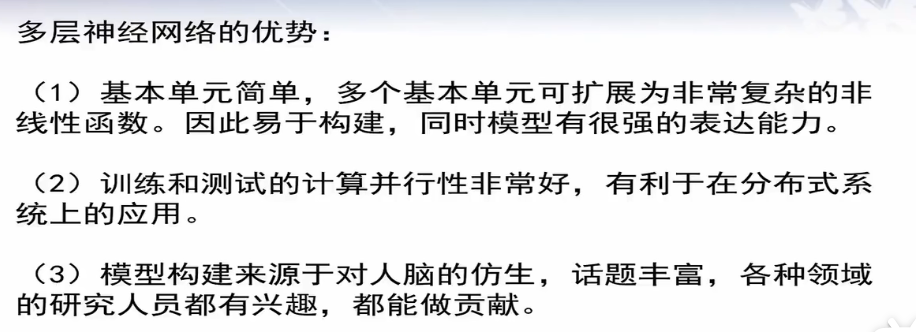 多层神经网络的优势：
（1）基本单元简单，多个基本单元可扩展为非常复杂的非
线性函数。因此易于构建，同时模型有很强的表达能力。
（2）训练和测试的计算并行性非常好，有利于在分布式系
统上的应用。
（3）模型构建来源于对人脑的仿生，话题丰富，各种领域
的研究人员都有兴趣，都能做贡献。